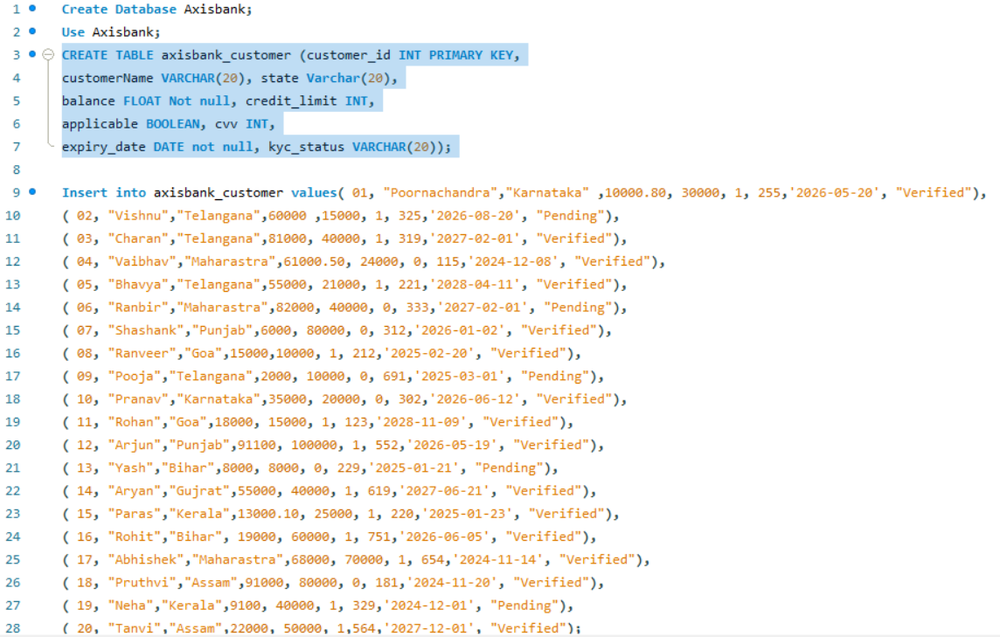 1 Create Database Axisbank;
2 Use Axisbank;
3 CREATE TABLE axisbank_customer (customer_id INT PRIMARY KEY,
4 customerName VARCHAR(20), state Varchar(20),
5 balance FLOAT Not null, credit_limit INT,
6 applicable BOOLEAN, cvv INT,
7 expiry_date DATE not null, kyc_status VARCHAR(20));
8
9 Insert into axisbank_customer values( 01, "Poornachandra","Karnataka" ,10000.80, 30000, 1, 255,'2026-05-20', "Verified"),
10 ( 02, "Vishnu","Telangana",60000 ,15000, 1, 325,'2026-08-20', "Pending"),
11 ( 03, "Charan","Telangana",81000, 40000, 1, 319,'2027-02-01', "Verified"),
12 ( 04, "Vaibhav","Maharastra",61000.50, 24000, 0, 115,'2024-12-08', "Verified"),
13 ( 05, "Bhavya","Telangana",55000, 21000, 1, 221,'2028-04-11', "Verified"),
14 ( 06, "Ranbir","Maharastra",82000, 40000, 0, 333,'2027-02-01', "Pending"),
15 ( 07, "Shashank","Punjab",6000, 80000, 0, 312,'2026-01-02', "Verified"),
16 ( 08, "Ranveer","Goa",15000,10000, 1, 212,'2025-02-20', "Verified"),
17 ( 09, "Pooja","Telangana",2000, 10000, 0, 691,'2025-03-01', "Pending"),
18 ( 10, "Pranav","Karnataka",35000, 20000, 0, 302,'2026-06-12', "Verified"),
19 ( 11, "Rohan","Goa",18000, 15000, 1, 123,'2028-11-09', "Verified"),
20 ( 12, "Arjun","Punjab",91100, 100000, 1, 552,'2026-05-19', "Verified"),
21 ( 13, "Yash","Bihar",8000, 8000, 0, 229,'2025-01-21', "Pending"),
22 ( 14, "Aryan","Gujrat",55000, 40000, 1, 619,'2027-06-21', "Verified"),
23 ( 15, "Paras","Kerala",13000.10, 25000, 1, 220,'2025-01-23', "Verified"),
24 ( 16, "Rohit","Bihar", 19000, 60000, 1, 751,'2026-06-05', "Verified"),
25 ( 17, "Abhishek","Maharastra",68000, 70000, 1, 654,'2024-11-14', "Verified"),
26 ( 18, "Pruthvi","Assam",91000, 80000, 0, 181,'2024-11-20', "Verified"),
27 ( 19, "Neha","Kerala",9100, 40000, 1, 329,'2024-12-01', "Pending"),
28 ( 20, "Tanvi","Assam",22000, 50000, 1,564,'2027-12-01', "Verified");